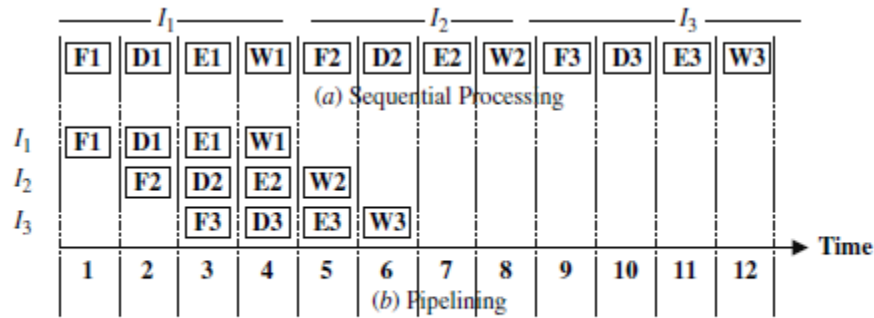 I1 I2 I3
F1 D1 E1 W1 F2 D2 E2 W2 F3 D3 E3 W3
(a) Sequential Processing
I1 F1 D1 E1 W1
I2 F2 D2 E2 W2
I3 F3 D3 E3 W3
Time
1 2 3 4 5 6 7 8 9 10 11 12
(b) Pipelining